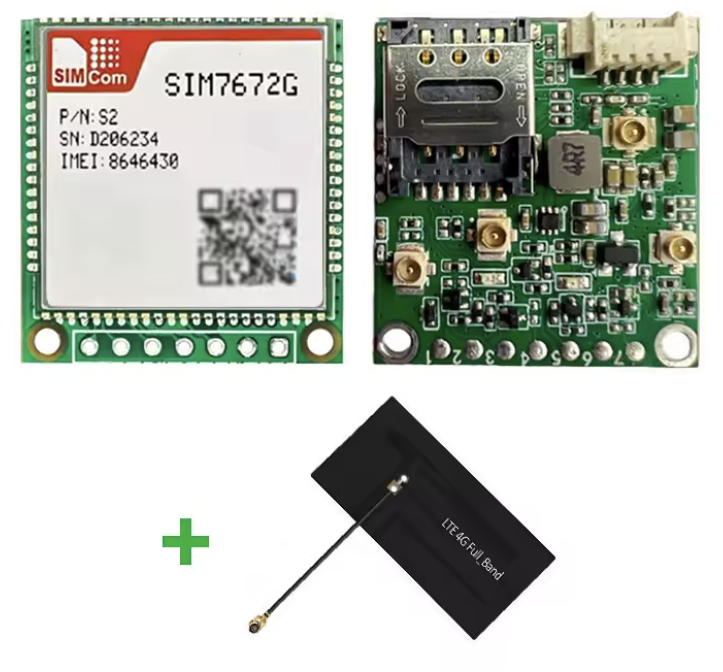 SIMCom
SIM7672G
P/N:S2
SN:D206234
IMEI:8646430
LOCK
OPEN
4R7
1 2 3 4 5 6 7
LTE 4G Full_Band